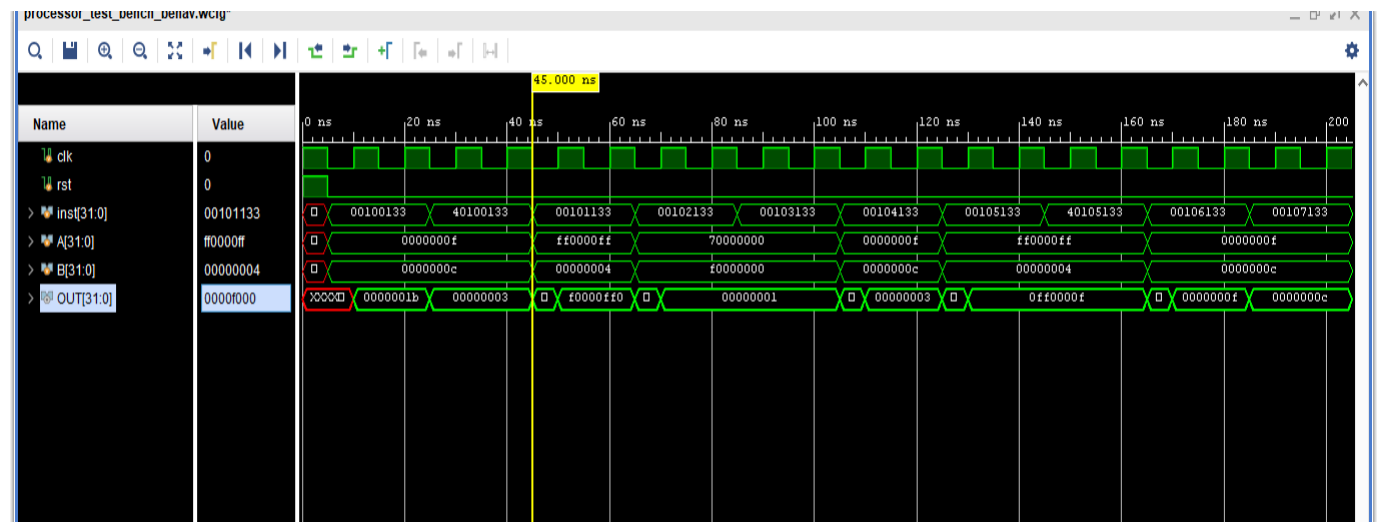 processor_test_bench_behav.wcfg*
45.000 ns
Name Value 0 ns 20 ns 40 ns 60 ns 80 ns 100 ns 120 ns 140 ns 160 ns 180 ns 200
clk 0
rst 0
inst[31:0] 00101133 00100133 40100133 00101133 00102133 00103133 00104133 00105133 40105133 00106133 00107133
A[31:0] ff0000ff 0000000f ff0000ff 70000000 0000000f ff0000ff 0000000f
B[31:0] 00000004 0000000c 00000004 f0000000 0000000c 00000004 0000000c
OUT[31:0] 0000f000 XXXX 0000001b 00000003 f0000ff0 00000001 00000003 0ff0000f 0000000f 0000000c